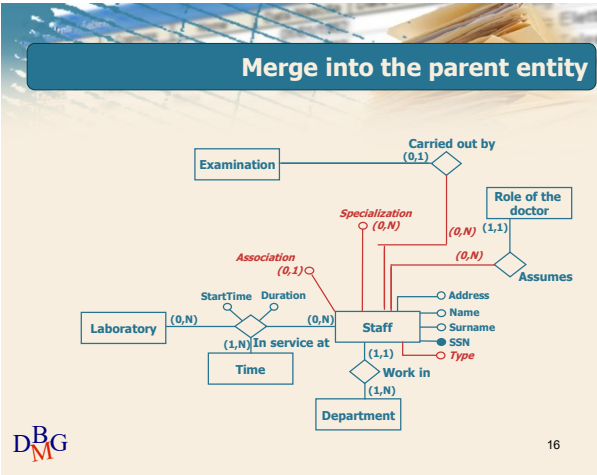 Merge into the parent entity
Carried out by
(0,1)
Examination
Role of the
doctor
Specialization
(0,N)
(0,N)
(1,1)
Association
(0,1)
(0,N)
Assumes
StartTime
Duration
Address
Name
Surname
SSN
Type
Laboratory
(0,N)
(0,N)
Staff
(1,N)
In service at
Time
(1,1)
Work in
(1,N)
Department
DBMG
16